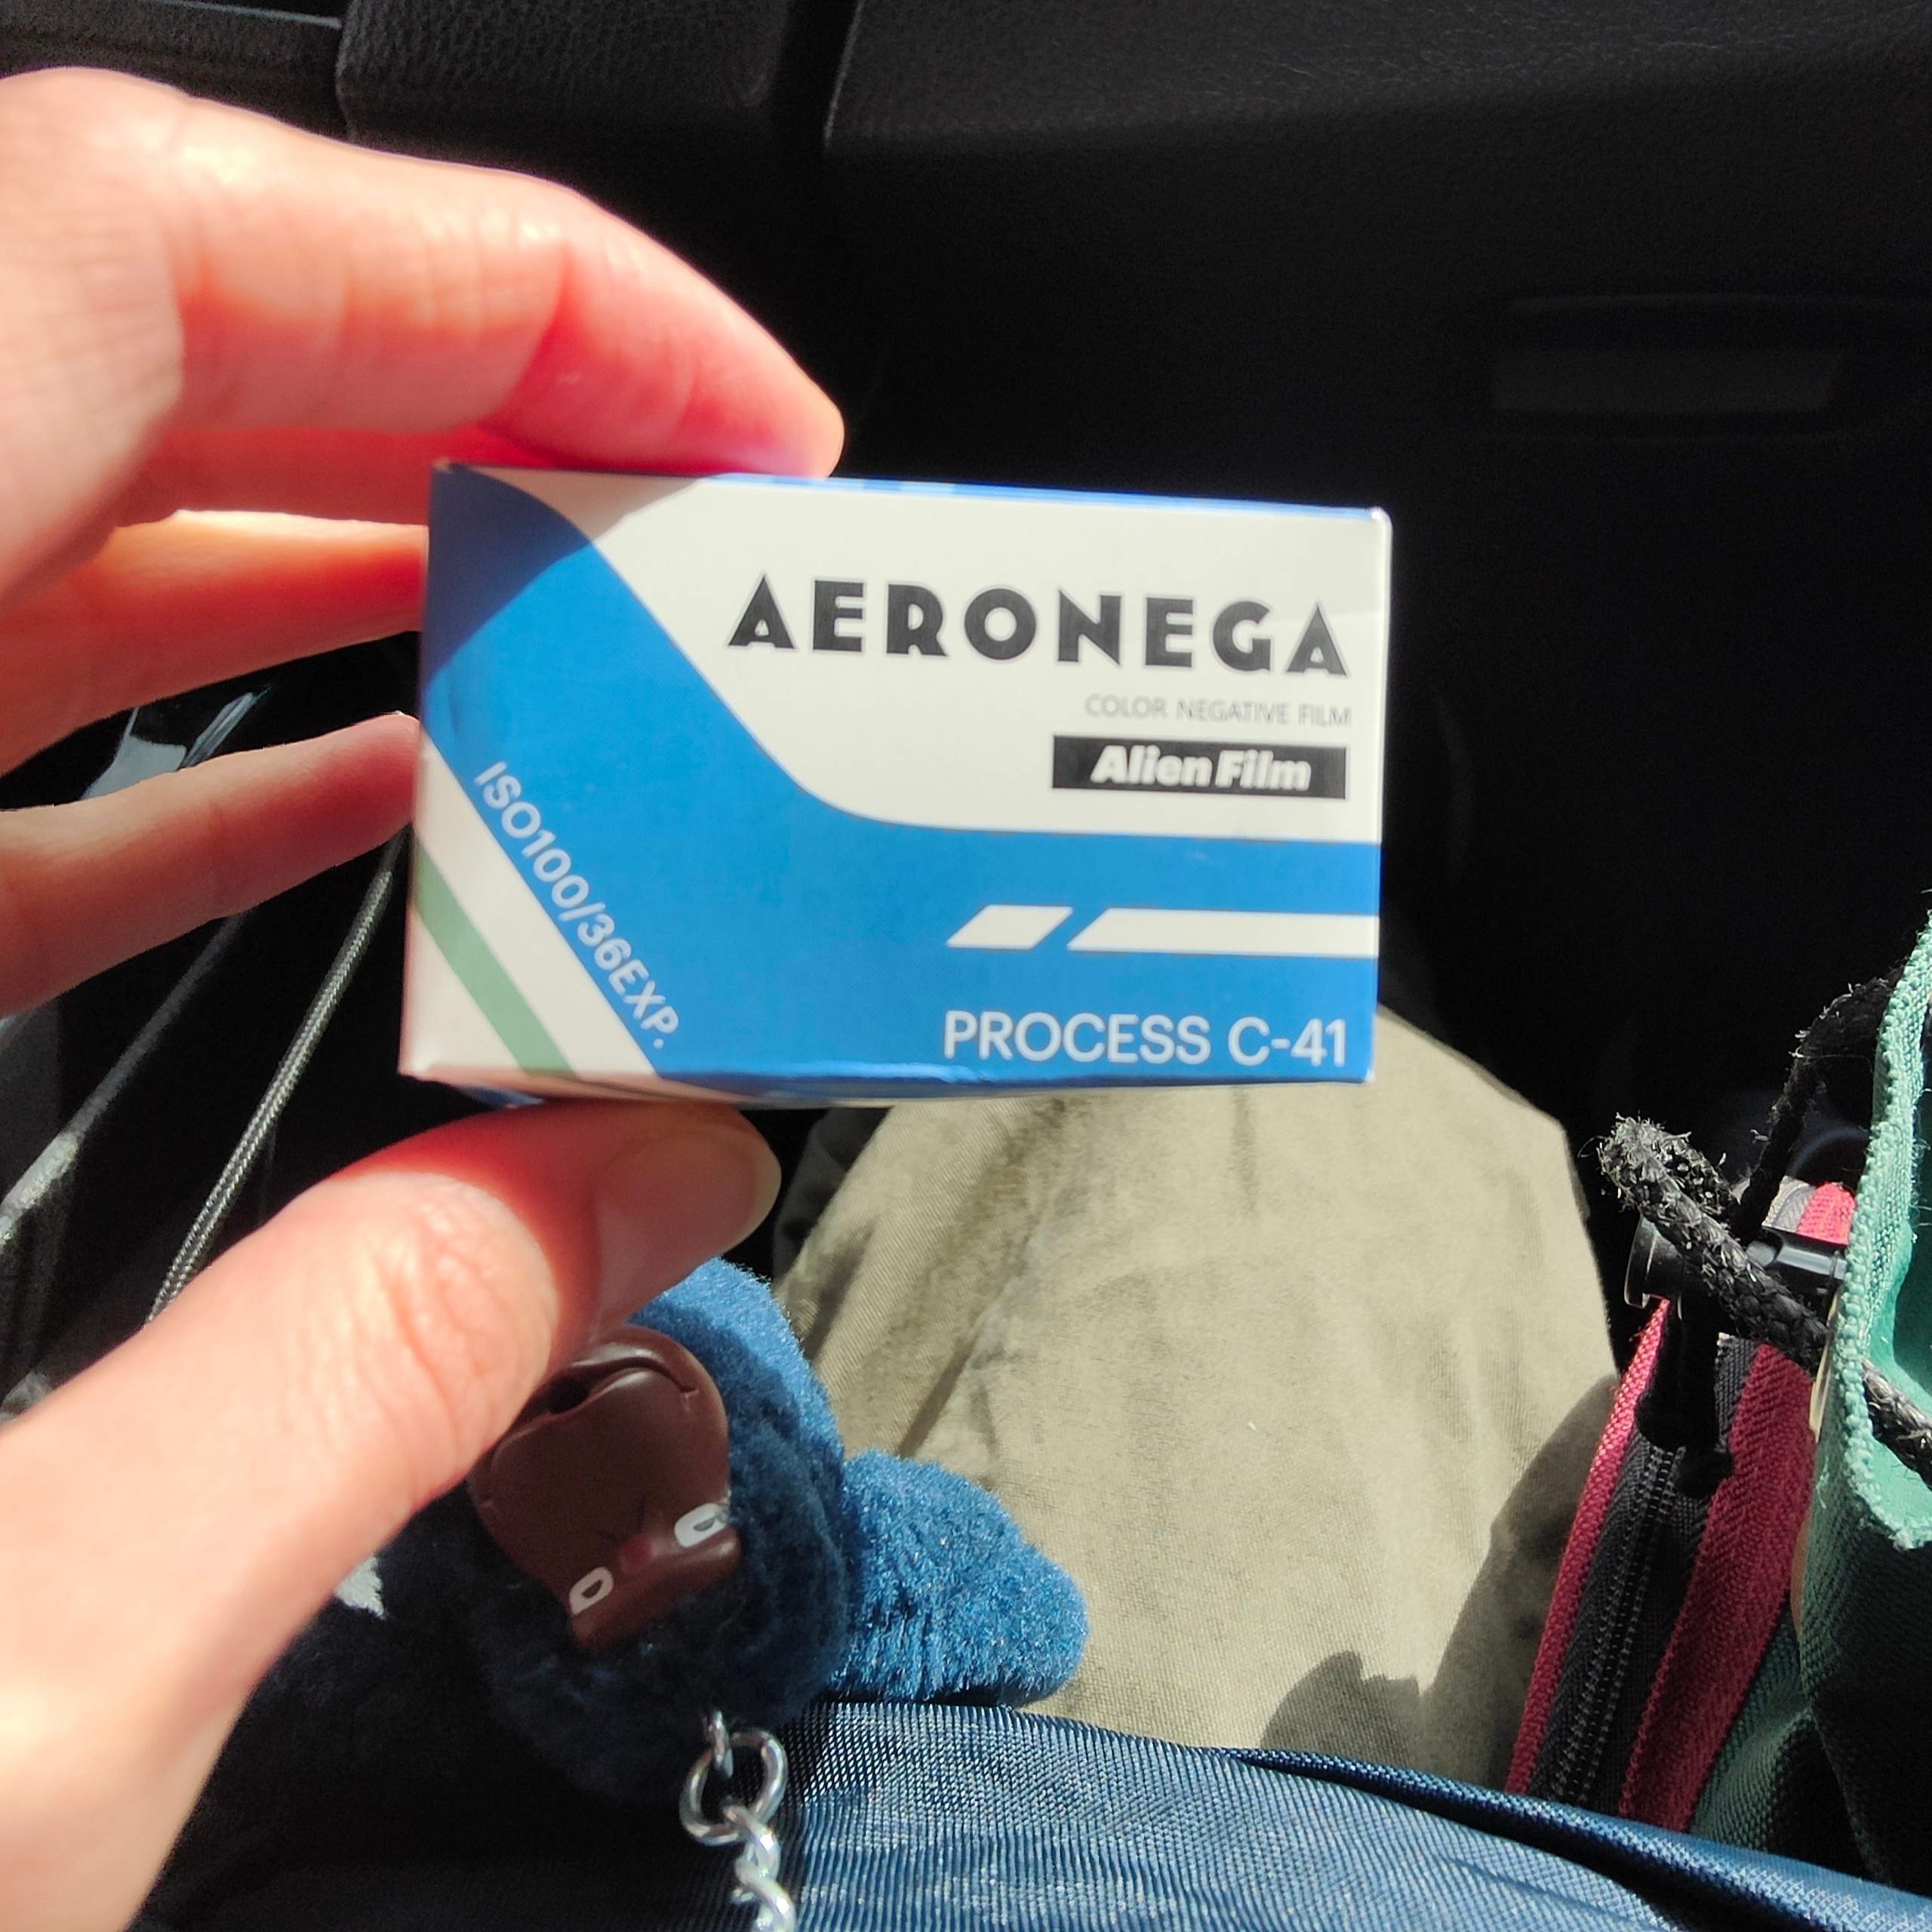 AERONEGA
COLOR NEGATIVE FILM
Alien Film
ISO100/36EXP.
PROCESS C-41